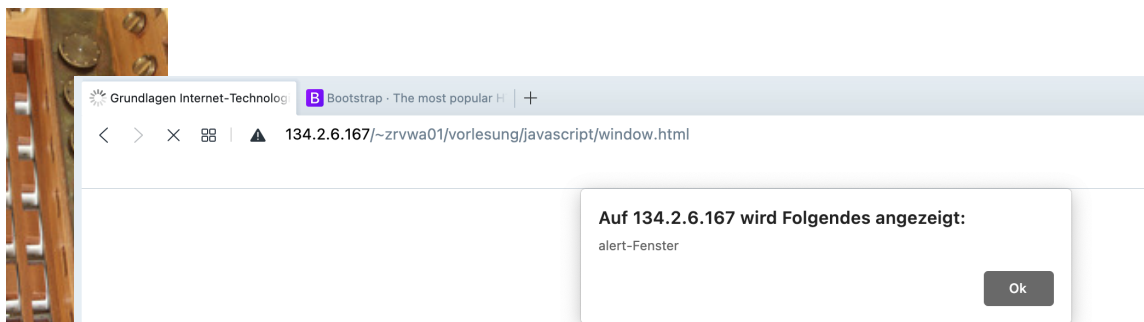 Grundlagen Internet-Technolog
B Bootstrap · The most popular H
134.2.6.167/~zrvwa01/vorlesung/javascript/window.html
Auf 134.2.6.167 wird Folgendes angezeigt:
alert-Fenster
Ok